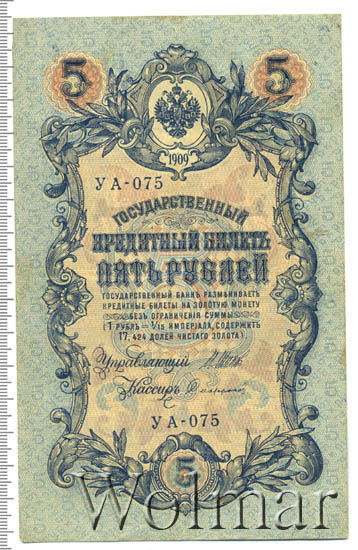 5 5
1909
УА-075
ГОСУДАРСТВЕННЫЙ
КРЕДИТНЫЙ БИЛЕТЪ
ПЯТЬ РУБЛЕЙ
ГОСУДАРСТВЕННЫЙ БАНКЪ РАЗМѢНИВАЕТЪ
КРЕДИТНЫЕ БИЛЕТЫ НА ЗОЛОТУЮ МОНЕТУ
БЕЗЪ ОГРАНИЧЕНІЯ СУММЫ
(1 РУБЛЬ = 1/15 ИМПЕРІАЛА, СОДЕРЖИТЪ
17,424 ДОЛЕЙ ЧИСТАГО ЗОЛОТА)
Управляющій
Кассиръ
УА-075
5
Wolmar